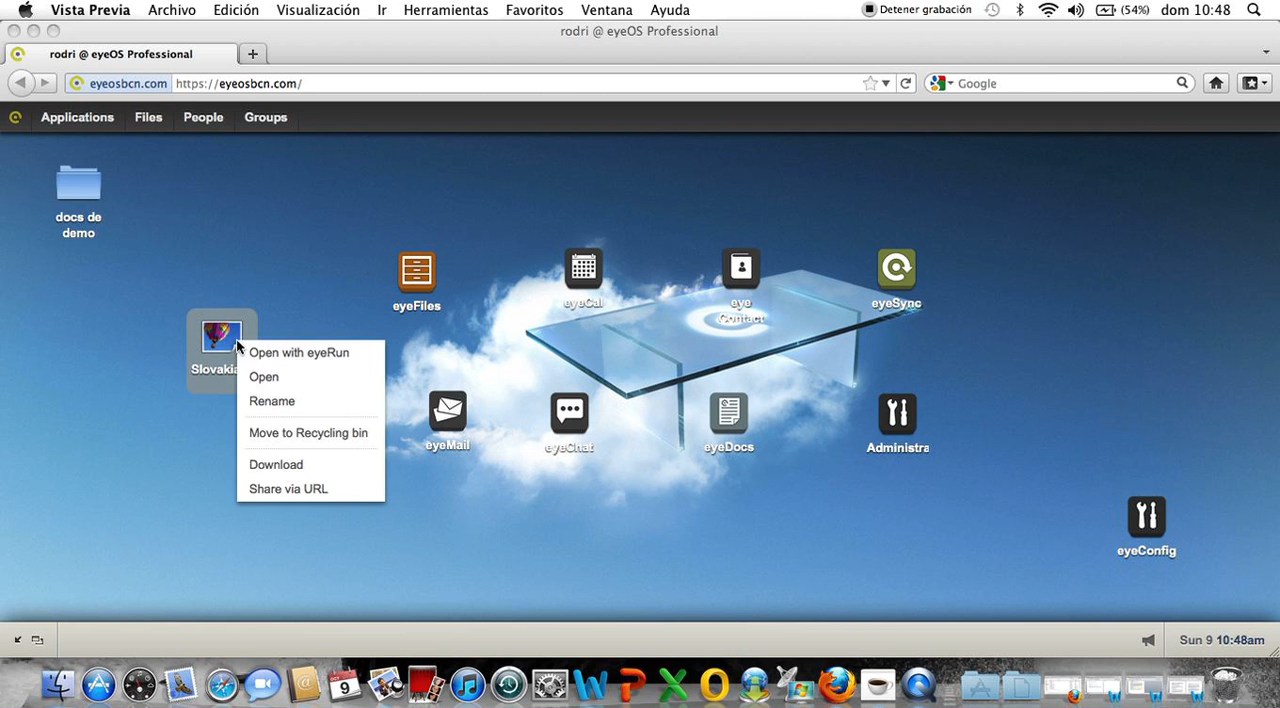 Vista Previa Archivo Edición Visualización Ir Herramientas Favoritos Ventana Ayuda Detener grabación (54%) dom 10:48
rodri @ eyeOS Professional
rodri @ eyeOS Professional +
eyeosbcn.com https://eyeosbcn.com/ Google
Applications Files People Groups
docs de
demo
eyeFiles
eyeCal
eye
Contact
eyeSync
Slovakia
Open with eyeRun
Open
Rename
Move to Recycling bin
Download
Share via URL
eyeMail
eyeChat
eyeDocs
Administra
eyeConfig
Sun 9 10:48am
9